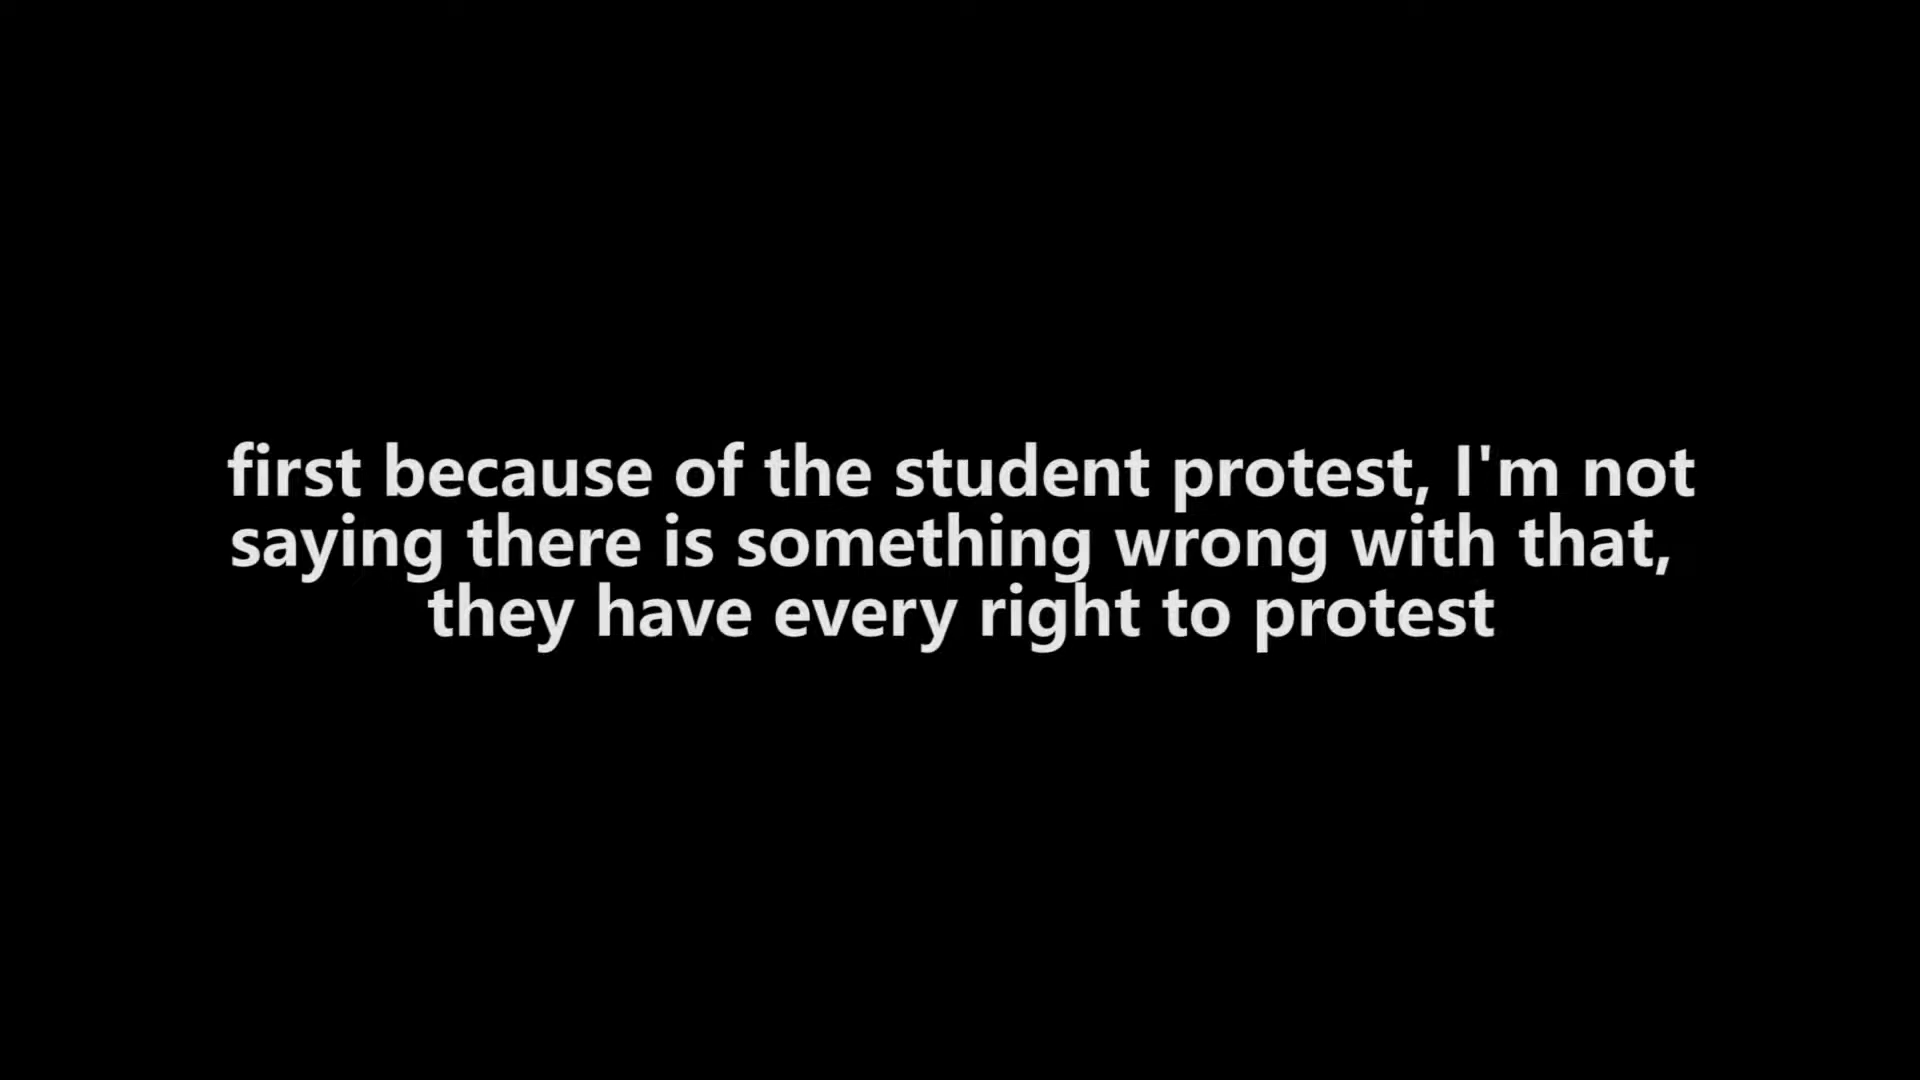 first because of the student protest, I'm not
saying there is something wrong with that,
they have every right to protest